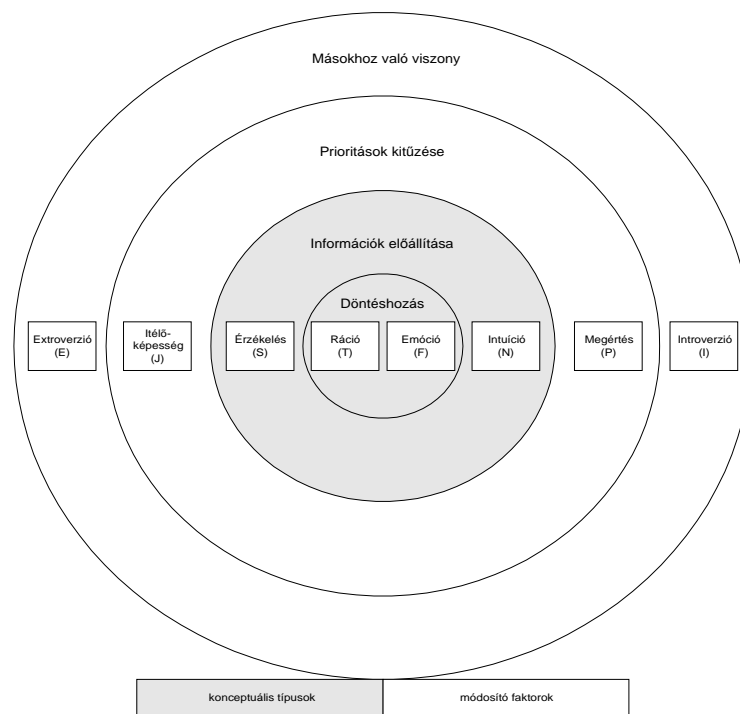 Másokhoz való viszony
Prioritások kitűzése
Információk előállítása
Döntéshozás
Extroverzió
(E)
Itélő-
képesség
(J)
Érzékelés
(S)
Ráció
(T)
Emóció
(F)
Intuíció
(N)
Megértés
(P)
Introverzió
(I)
konceptuális típusok
módosító faktorok